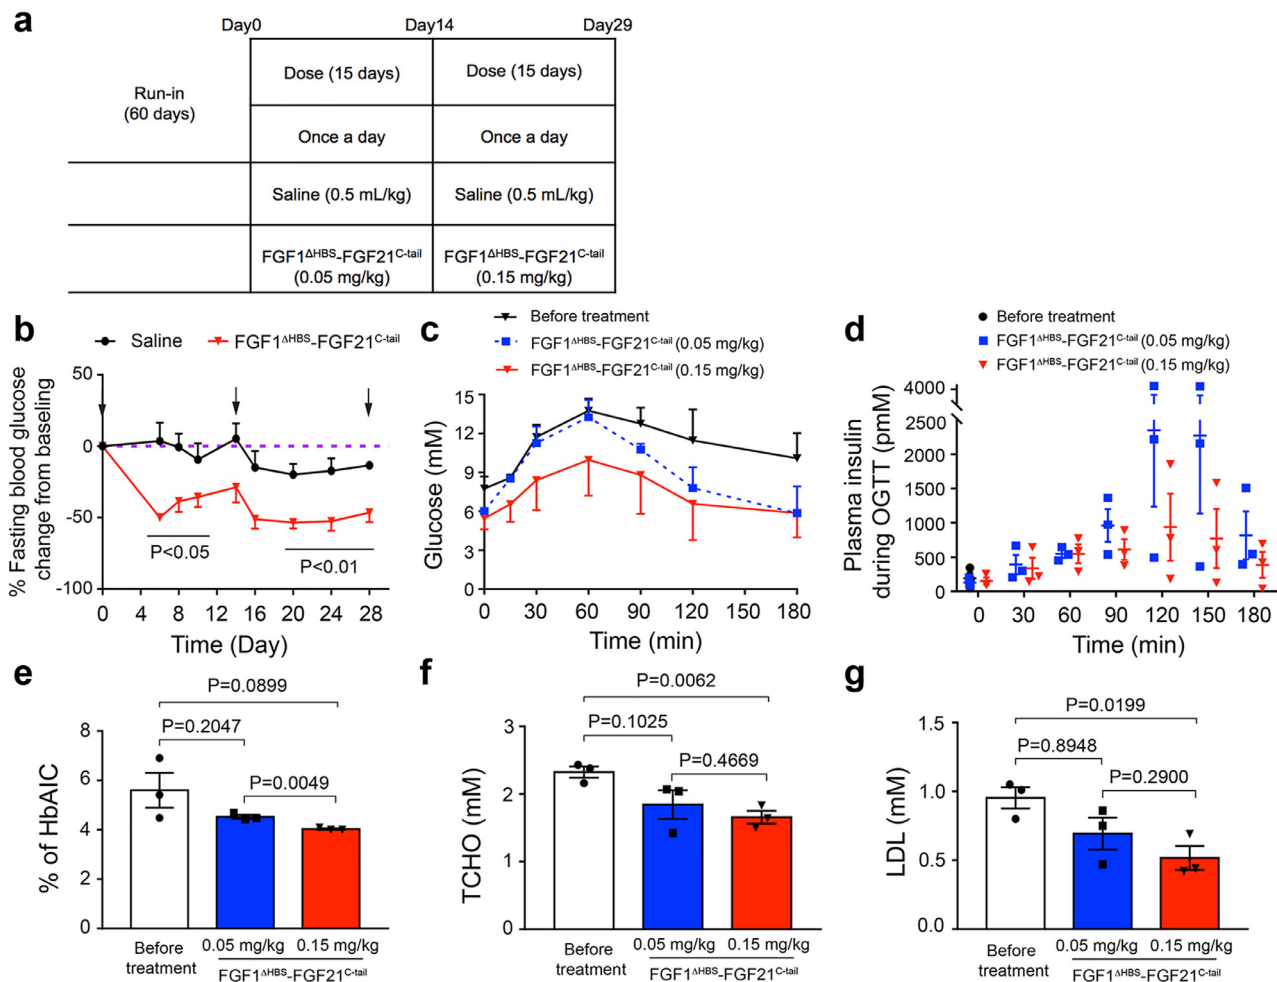 a
Day0 Day14 Day29
Run-in
(60 days)
Dose (15 days) Dose (15 days)
Once a day Once a day
Saline (0.5 mL/kg) Saline (0.5 mL/kg)
FGF1ΔHBS-FGF21C-tail FGF1ΔHBS-FGF21C-tail
(0.05 mg/kg) (0.15 mg/kg)
b
Saline FGF1ΔHBS-FGF21C-tail
% Fasting blood glucose
change from baseling
50
0
-50
-100
P<0.05
P<0.01
0 4 8 12 16 20 24 28
Time (Day)
c
Before treatment
FGF1ΔHBS-FGF21C-tail (0.05 mg/kg)
FGF1ΔHBS-FGF21C-tail (0.15 mg/kg)
Glucose (mM)
15
12
9
6
3
0
0 30 60 90 120 180
Time (min)
d
Before treatment
FGF1ΔHBS-FGF21C-tail (0.05 mg/kg)
FGF1ΔHBS-FGF21C-tail (0.15 mg/kg)
Plasma insulin
during OGTT (pmM)
4000
2500
2000
1500
1000
500
0
0 30 60 90 120 150 180
Time (min)
e
P=0.0899
P=0.2047
P=0.0049
% of HbAIC
8
6
4
2
0
Before
treatment
0.05 mg/kg 0.15 mg/kg
FGF1ΔHBS-FGF21C-tail
f
P=0.0062
P=0.1025
P=0.4669
TCHO (mM)
3
2
1
0
Before
treatment
0.05 mg/kg 0.15 mg/kg
FGF1ΔHBS-FGF21C-tail
g
P=0.0199
P=0.8948
P=0.2900
LDL (mM)
1.5
1.0
0.5
0.0
Before
treatment
0.05 mg/kg 0.15 mg/kg
FGF1ΔHBS-FGF21C-tail